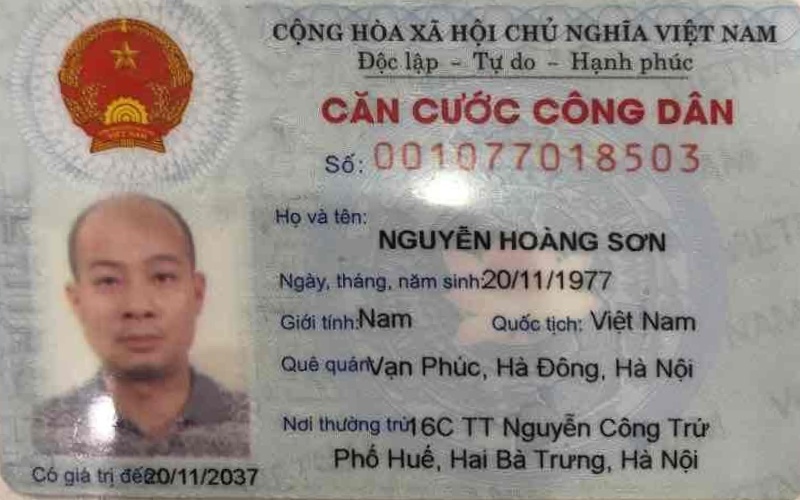 CỘNG HÒA XÃ HỘI CHỦ NGHĨA VIỆT NAM
Độc lập - Tự do - Hạnh phúc
CĂN CƯỚC CÔNG DÂN
Số: 001077018503
Họ và tên:
NGUYỄN HOÀNG SƠN
Ngày, tháng, năm sinh: 20/11/1977
Giới tính: Nam Quốc tịch: Việt Nam
Quê quán Vạn Phúc, Hà Đông, Hà Nội
Nơi thường trú 16C TT Nguyễn Công Trứ
Phố Huế, Hai Bà Trưng, Hà Nội
Có giá trị đến 20/11/2037
VIỆT NAM